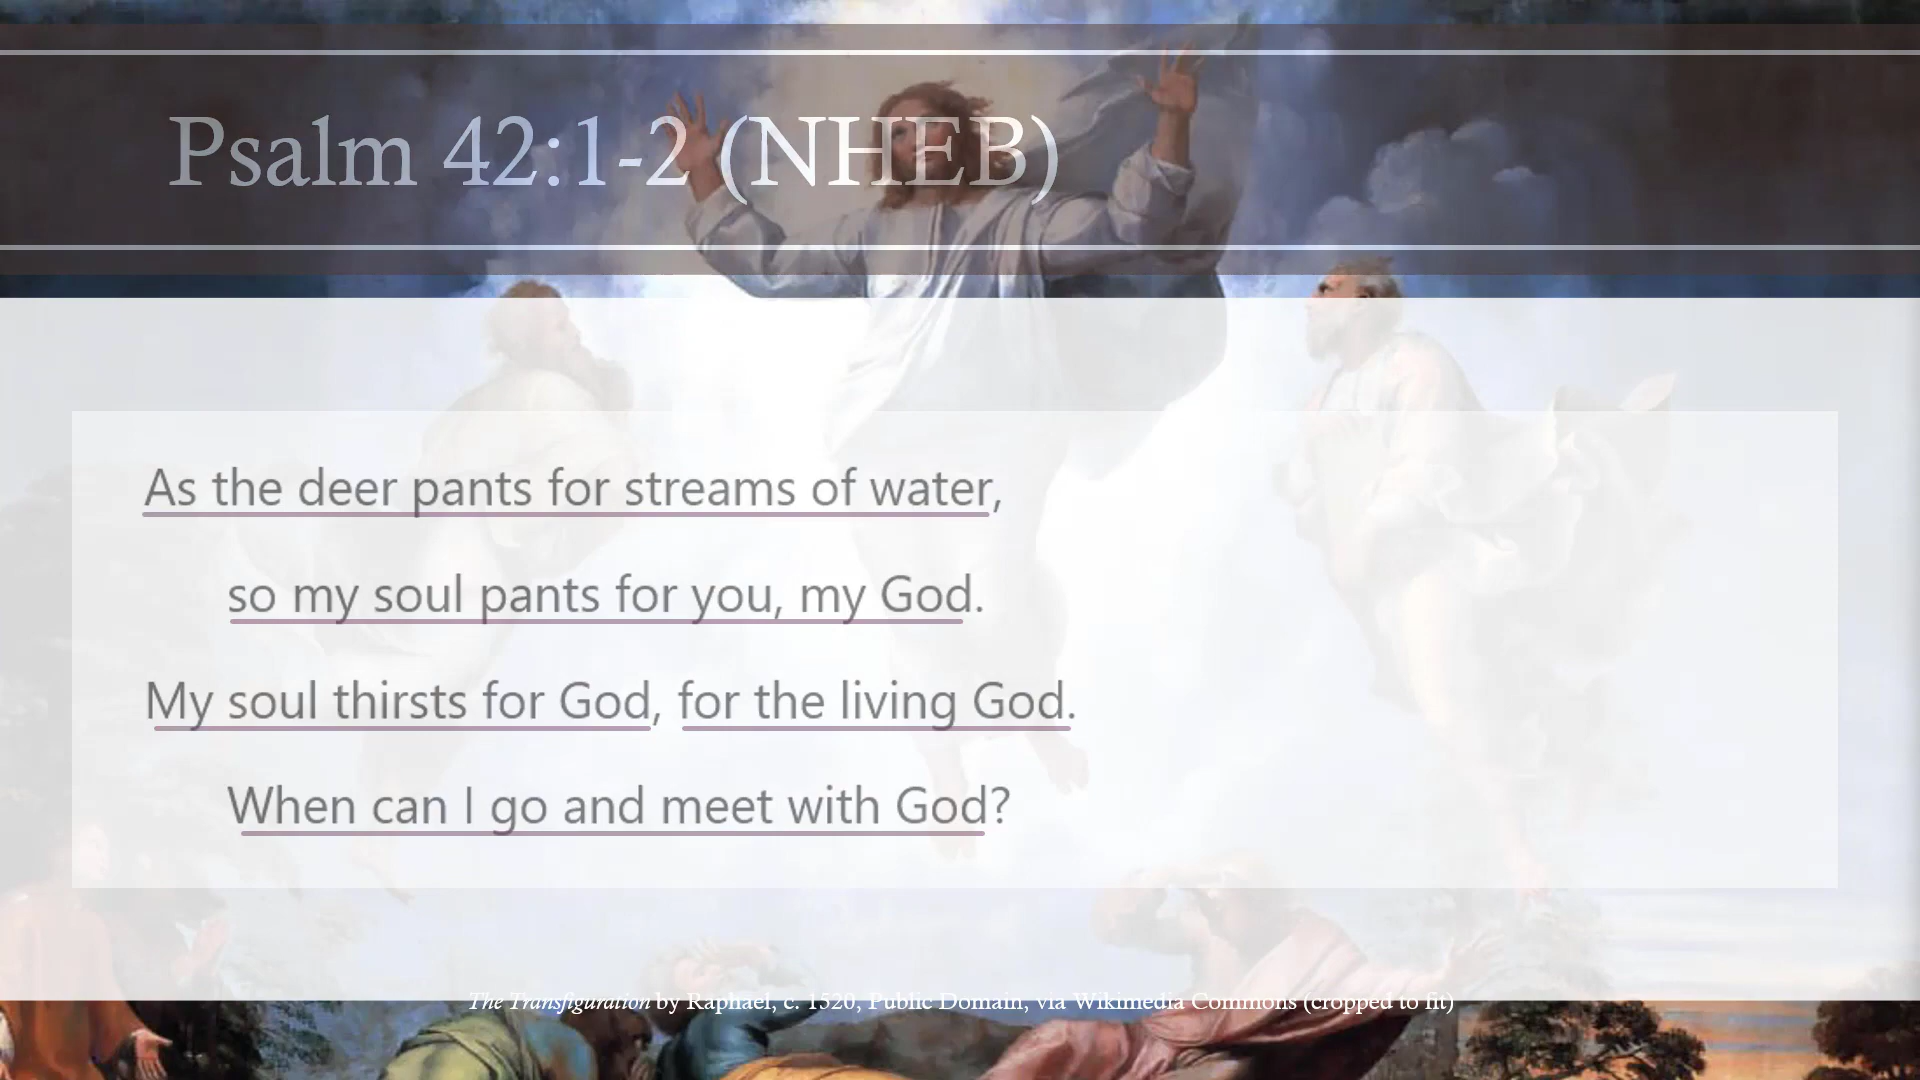 Psalm 42:1-2 (NHEB)
As the deer pants for streams of water,
so my soul pants for you, my God.
My soul thirsts for God, for the living God.
When can I go and meet with God?
The Transfiguration by Raphael, c. 1520, Public Domain, via Wikimedia Commons (cropped to fit)